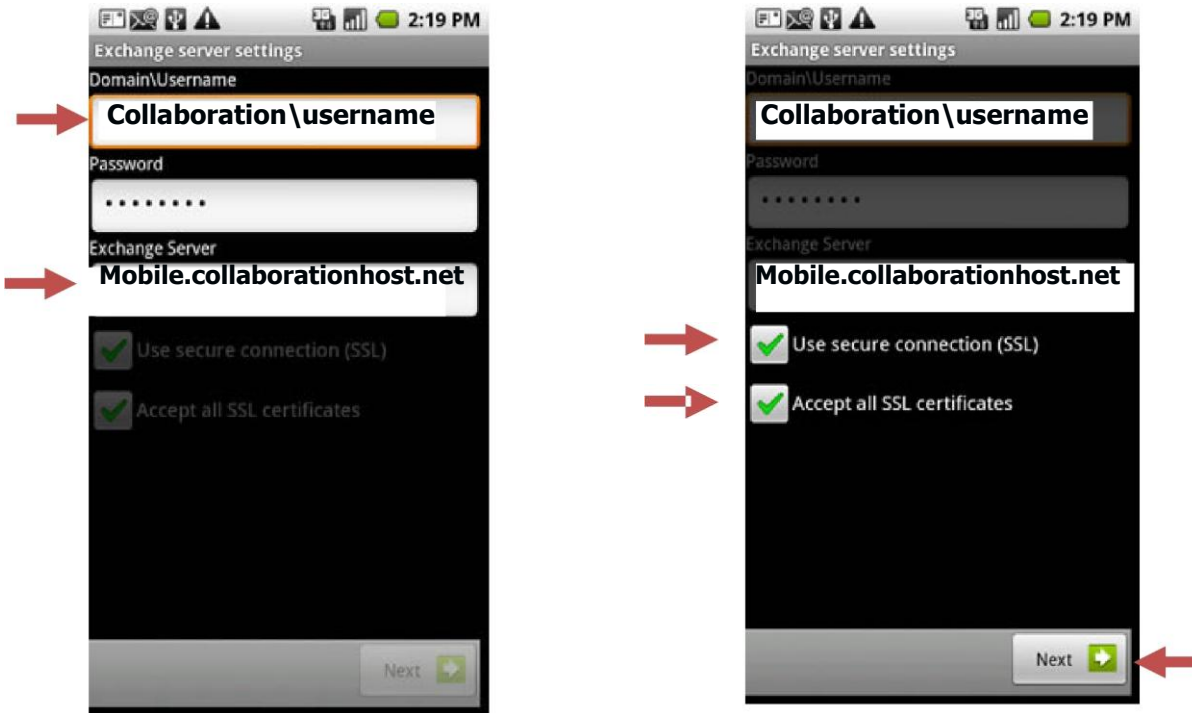 2:19 PM
Exchange server settings
Domain\Username
Collaboration\username
Password
Exchange Server
Mobile.collaborationhost.net
Use secure connection (SSL)
Accept all SSL certificates
Next
2:19 PM
Exchange server settings
Domain\Username
Collaboration\username
Password
Exchange Server
Mobile.collaborationhost.net
Use secure connection (SSL)
Accept all SSL certificates
Next